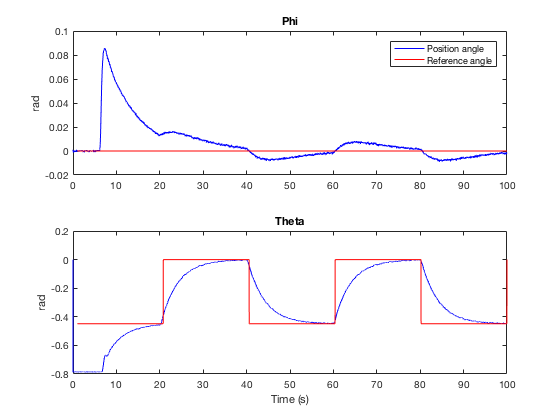 Phi
0.1
0.08
0.06
0.04
0.02
0
-0.02
rad
Position angle
Reference angle
0 10 20 30 40 50 60 70 80 90 100
Theta
0.2
0
-0.2
-0.4
-0.6
-0.8
rad
0 10 20 30 40 50 60 70 80 90 100
Time (s)